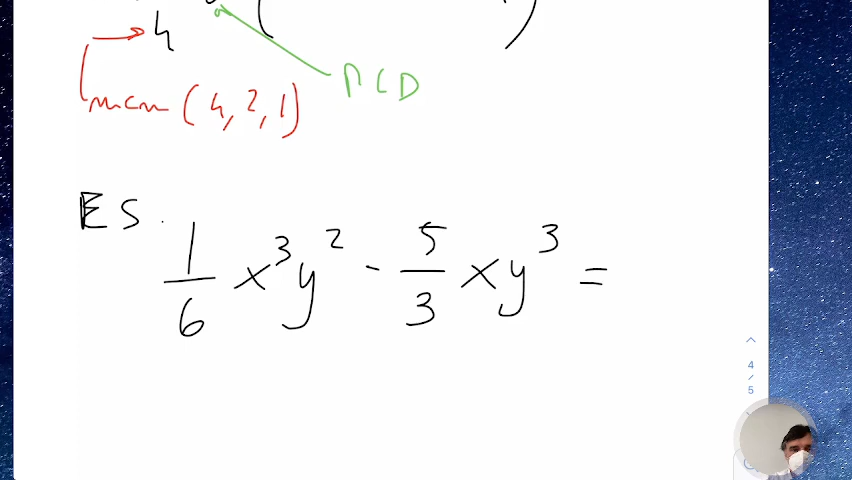 4
mcm (4, 2, 1)
MCD
ES.
1/6 x³y² - 5/3 xy³ =
4
/
5